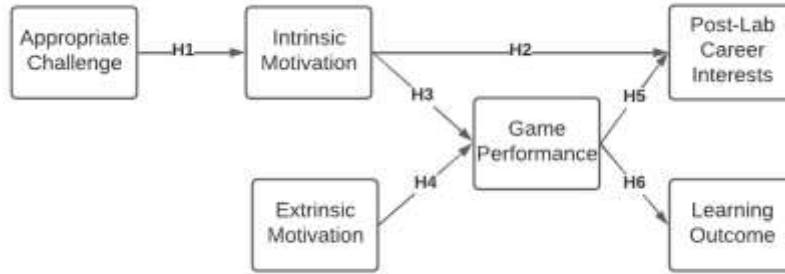 Appropriate
Challenge
H1
Intrinsic
Motivation
H2
Post-Lab
Career
Interests
H3
H5
Game
Performance
H4
H6
Extrinsic
Motivation
Learning
Outcome